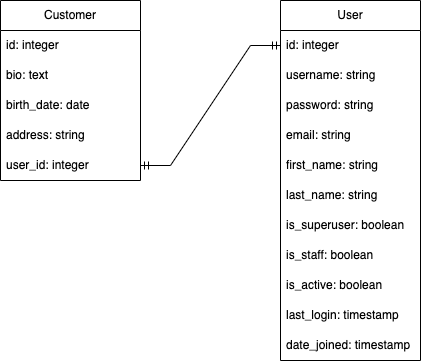 Customer
id: integer
bio: text
birth_date: date
address: string
user_id: integer
User
id: integer
username: string
password: string
email: string
first_name: string
last_name: string
is_superuser: boolean
is_staff: boolean
is_active: boolean
last_login: timestamp
date_joined: timestamp